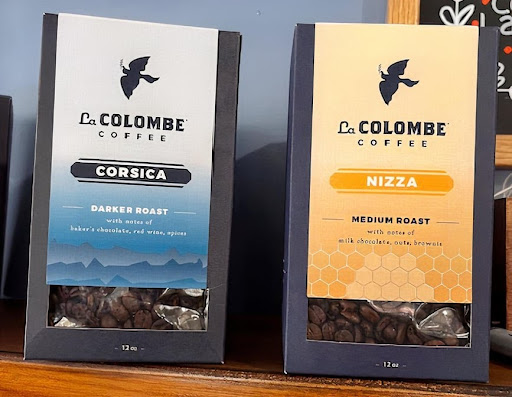 La COLOMBE
COFFEE
CORSICA
DARKER ROAST
with notes of
baker's chocolate, red wine, spices
12 oz
La COLOMBE
COFFEE
NIZZA
MEDIUM ROAST
with notes of
milk chocolate, nuts, brownie
12 oz